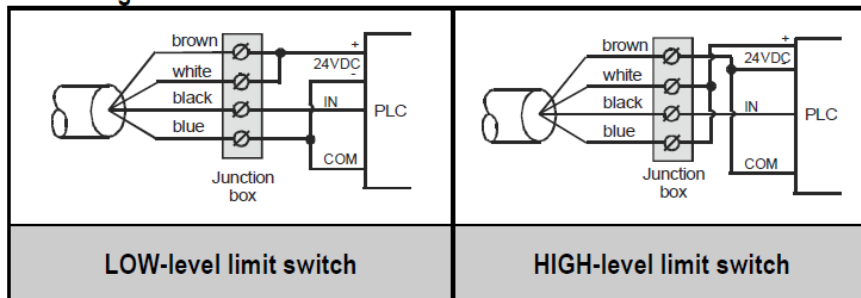 brown
white
black
blue
+
24VDC
-
IN
COM
PLC
Junction
box
LOW-level limit switch
brown
white
black
blue
+
24VDC
-
IN
COM
PLC
Junction
box
HIGH-level limit switch